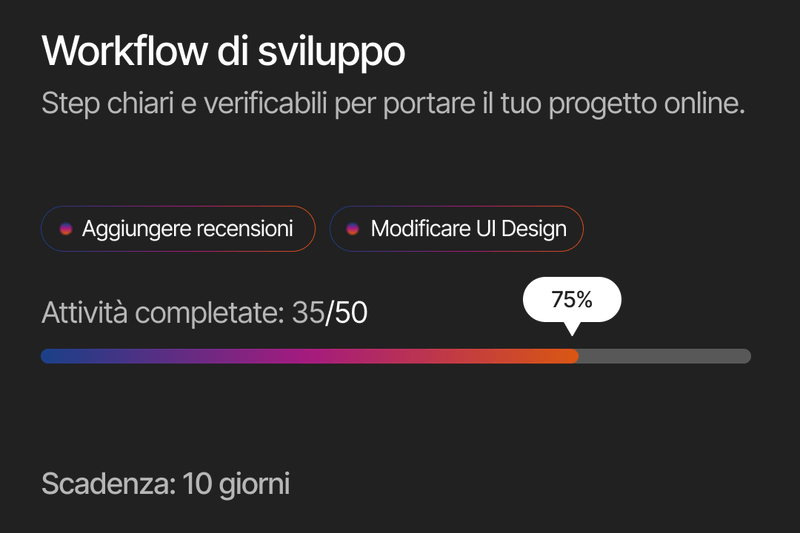 Workflow di sviluppo
Step chiari e verificabili per portare il tuo progetto online.
Aggiungere recensioni
Modificare UI Design
75%
Attività completate: 35/50
Scadenza: 10 giorni